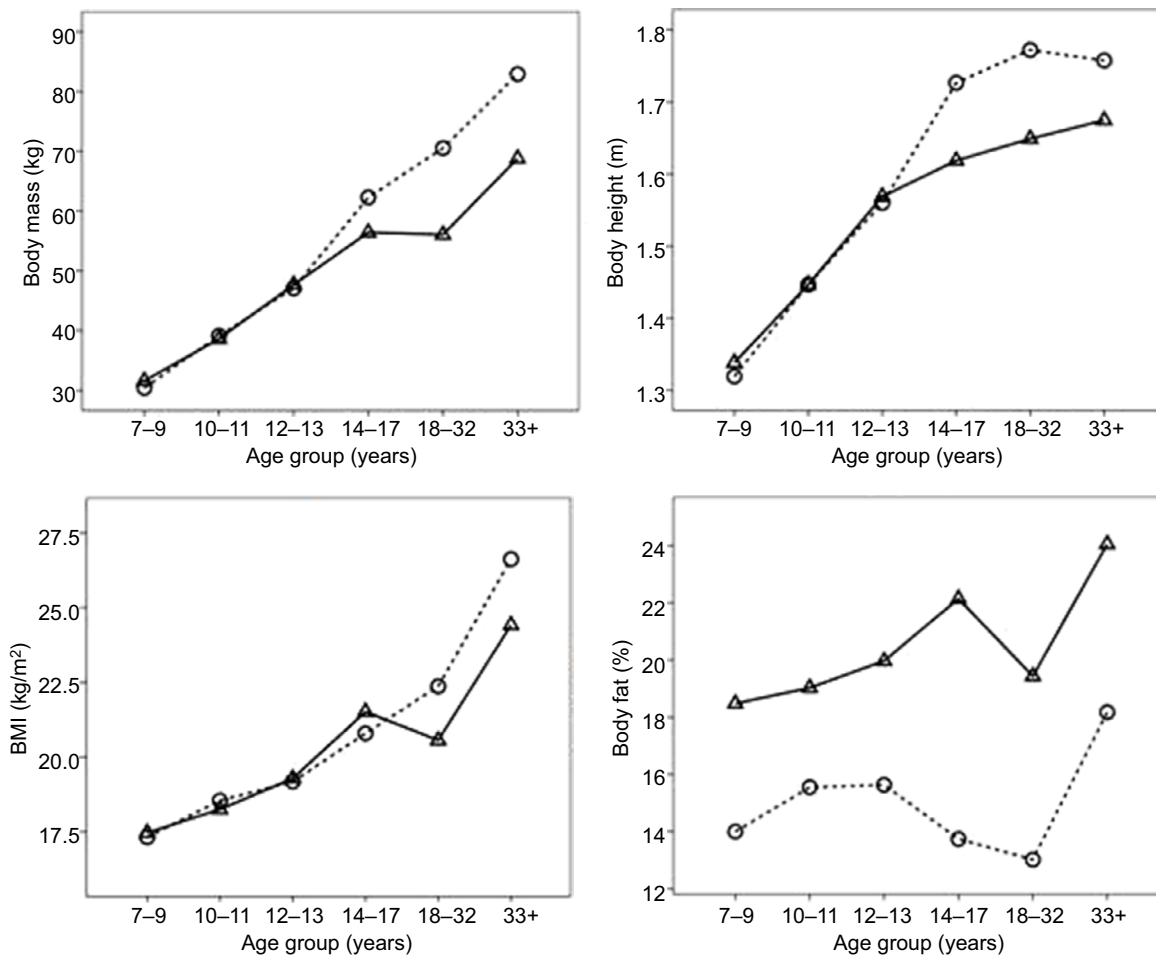 90
80
70
60
50
40
30
Body mass (kg)
7–9 10–11 12–13 14–17 18–32 33+
Age group (years)
1.8
1.7
1.6
1.5
1.4
1.3
Body height (m)
7–9 10–11 12–13 14–17 18–32 33+
Age group (years)
27.5
25.0
22.5
20.0
17.5
BMI (kg/m²)
7–9 10–11 12–13 14–17 18–32 33+
Age group (years)
24
22
20
18
16
14
12
Body fat (%)
7–9 10–11 12–13 14–17 18–32 33+
Age group (years)